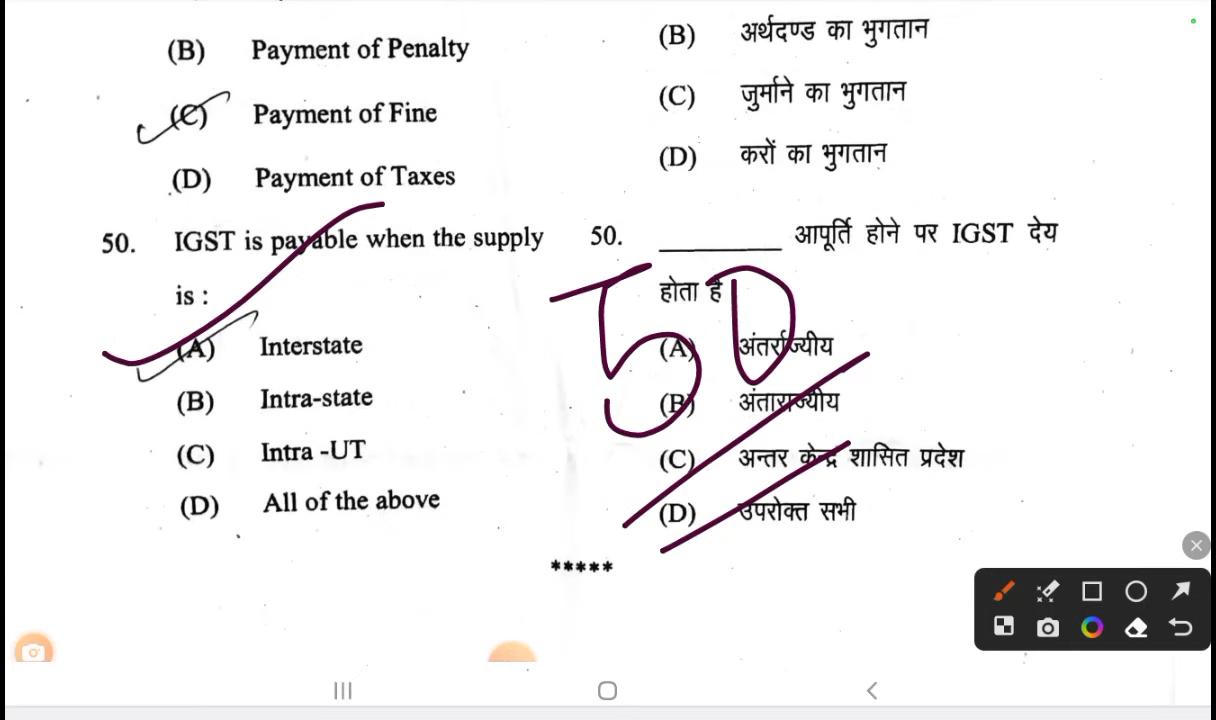 (B) Payment of Penalty
(C) Payment of Fine
(D) Payment of Taxes
50. IGST is payable when the supply
is :
(A) Interstate
(B) Intra-state
(C) Intra -UT
(D) All of the above
(B) अर्थदण्ड का भुगतान
(C) जुर्माने का भुगतान
(D) करों का भुगतान
50. __________ आपूर्ति होने पर IGST देय
होता है
(A) अंतर्राज्यीय
(B) अंताराज्यीय
(C) अन्तर केन्द्र शासित प्रदेश
(D) उपरोक्त सभी
50
*****